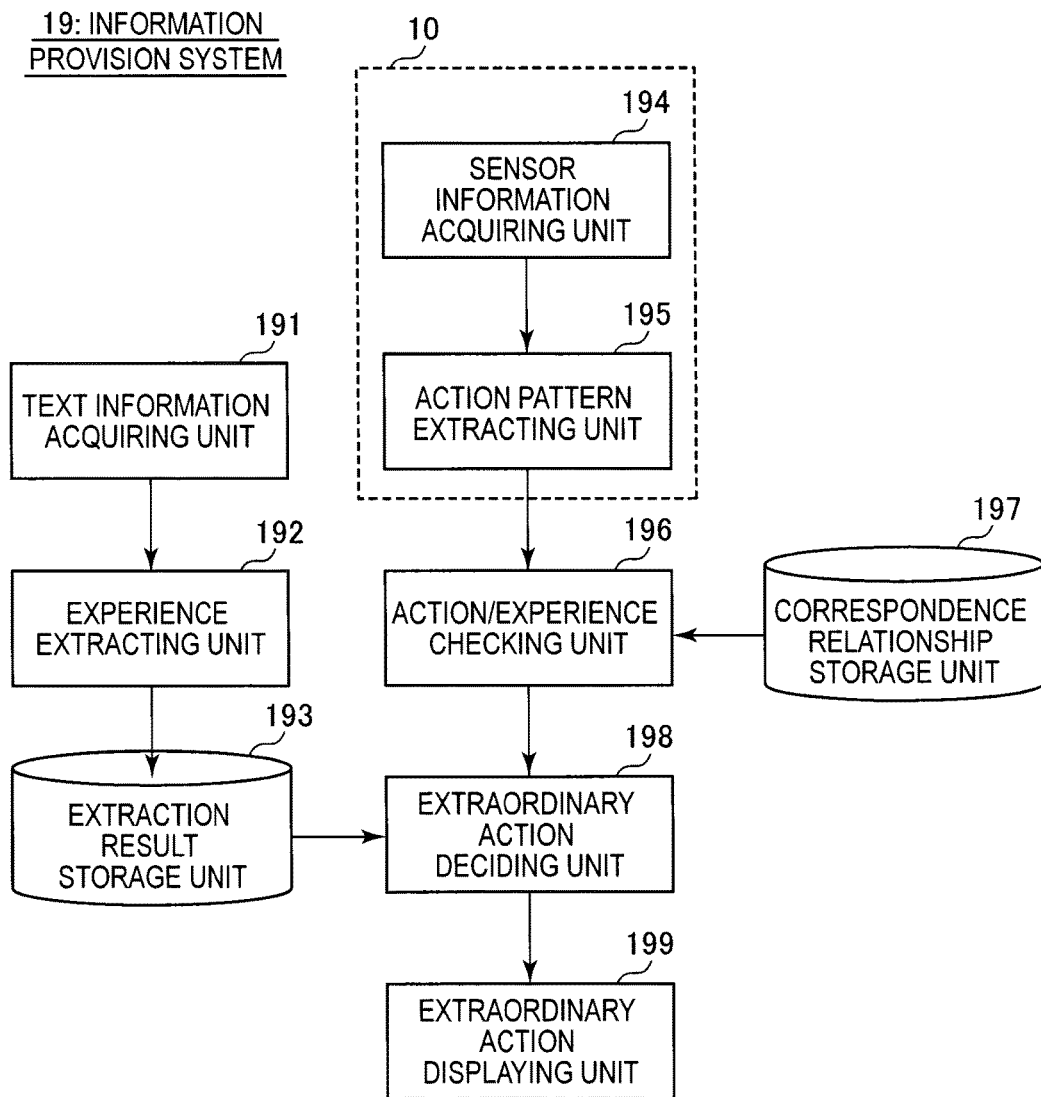 19: INFORMATION
PROVISION SYSTEM
10
194
SENSOR
INFORMATION
ACQUIRING UNIT
195
ACTION PATTERN
EXTRACTING UNIT
191
TEXT INFORMATION
ACQUIRING UNIT
192
EXPERIENCE
EXTRACTING UNIT
196
ACTION/EXPERIENCE
CHECKING UNIT
197
CORRESPONDENCE
RELATIONSHIP
STORAGE UNIT
193
EXTRACTION
RESULT
STORAGE UNIT
198
EXTRAORDINARY
ACTION
DECIDING UNIT
199
EXTRAORDINARY
ACTION
DISPLAYING UNIT